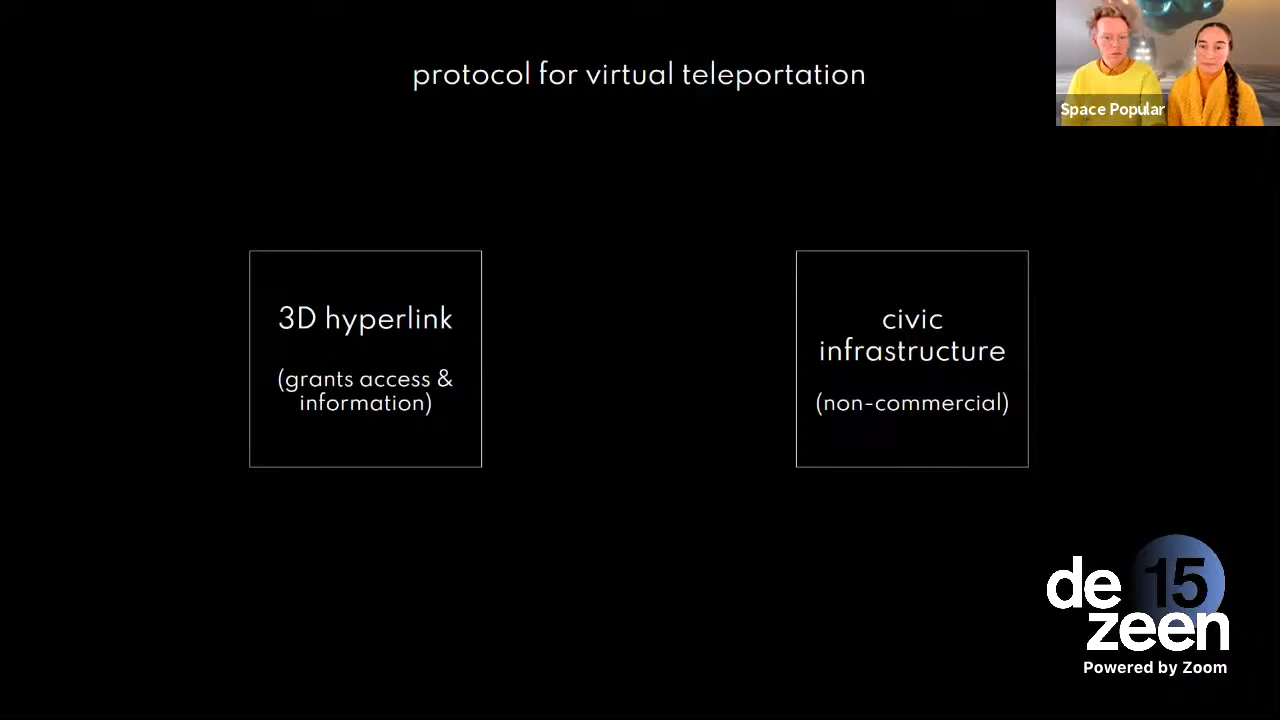 protocol for virtual teleportation
Space Popular
3D hyperlink
(grants access &
information)
civic
infrastructure
(non-commercial)
de 15
zeen
Powered by Zoom